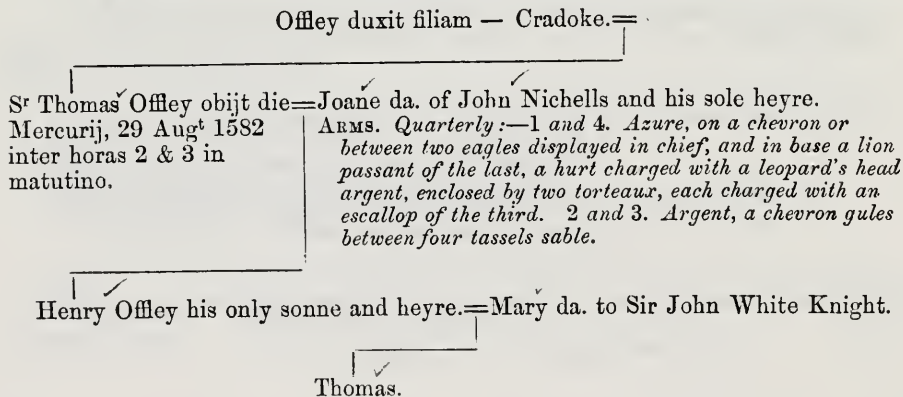 Offley duxit filiam — Cradoke.=
Sr Thomas Offley obijt die=Joane da. of John Nichells and his sole heyre.
Mercurij, 29 Augt 1582
inter horas 2 & 3 in
matutino.
ARMS. Quarterly:—1 and 4. Azure, on a chevron or
between two eagles displayed in chief, and in base a lion
passant of the last, a hurt charged with a leopard's head
argent, enclosed by two torteaux, each charged with an
escallop of the third. 2 and 3. Argent, a chevron gules
between four tassels sable.
Henry Offley his only sonne and heyre.=Mary da. to Sir John White Knight.
Thomas.